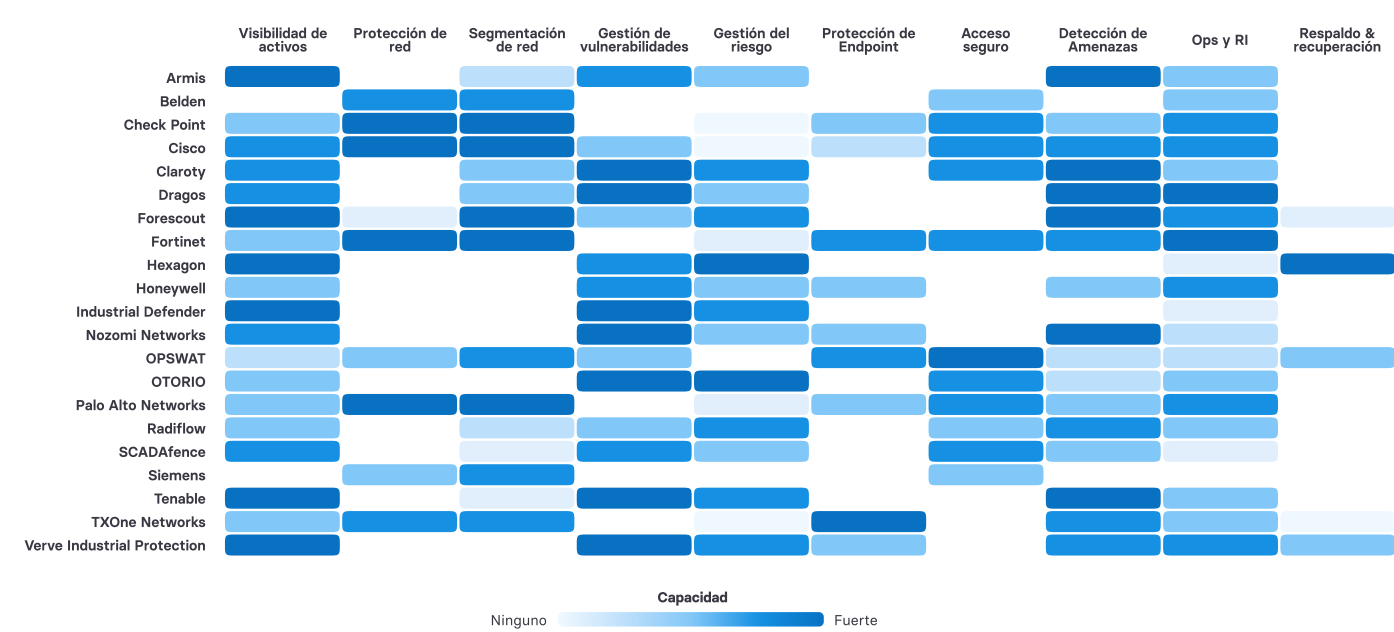 Visibilidad de
activos
Protección de
red
Segmentación
de red
Gestión de
vulnerabilidades
Gestión del
riesgo
Protección de
Endpoint
Acceso
seguro
Detección de
Amenazas
Ops y RI
Respaldo &
recuperación
Armis
Belden
Check Point
Cisco
Claroty
Dragos
Forescout
Fortinet
Hexagon
Honeywell
Industrial Defender
Nozomi Networks
OPSWAT
OTORIO
Palo Alto Networks
Radiflow
SCADAfence
Siemens
Tenable
TXOne Networks
Verve Industrial Protection
Capacidad
Ninguno
Fuerte